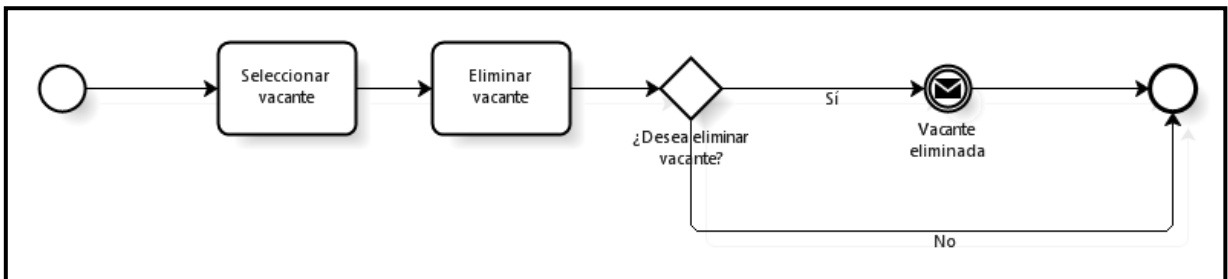 Seleccionar
vacante
Eliminar
vacante
¿Desea eliminar
vacante?
Sí
Vacante
eliminada
No